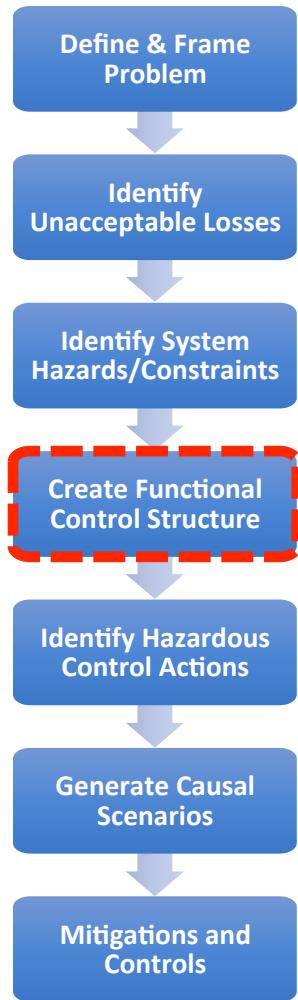 Define & Frame
Problem
Identify
Unacceptable Losses
Identify System
Hazards/Constraints
Create Functional
Control Structure
Identify Hazardous
Control Actions
Generate Causal
Scenarios
Mitigations and
Controls